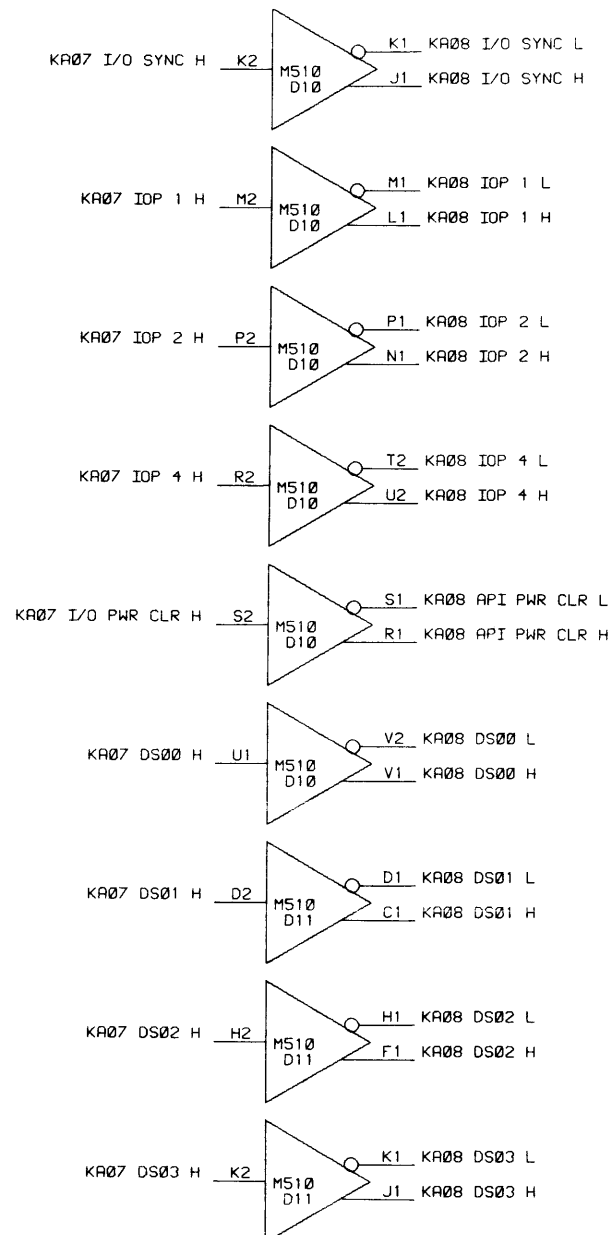 K1 KA08 I/O SYNC L
KA07 I/O SYNC H K2
M510
D10
J1 KA08 I/O SYNC H
M1 KA08 IOP 1 L
KA07 IOP 1 H M2
M510
D10
L1 KA08 IOP 1 H
P1 KA08 IOP 2 L
KA07 IOP 2 H P2
M510
D10
N1 KA08 IOP 2 H
T2 KA08 IOP 4 L
KA07 IOP 4 H R2
M510
D10
U2 KA08 IOP 4 H
S1 KA08 API PWR CLR L
KA07 I/O PWR CLR H S2
M510
D10
R1 KA08 API PWR CLR H
V2 KA08 DS00 L
KA07 DS00 H U1
M510
D10
V1 KA08 DS00 H
D1 KA08 DS01 L
KA07 DS01 H D2
M510
D11
C1 KA08 DS01 H
H1 KA08 DS02 L
KA07 DS02 H H2
M510
D11
F1 KA08 DS02 H
K1 KA08 DS03 L
KA07 DS03 H K2
M510
D11
J1 KA08 DS03 H